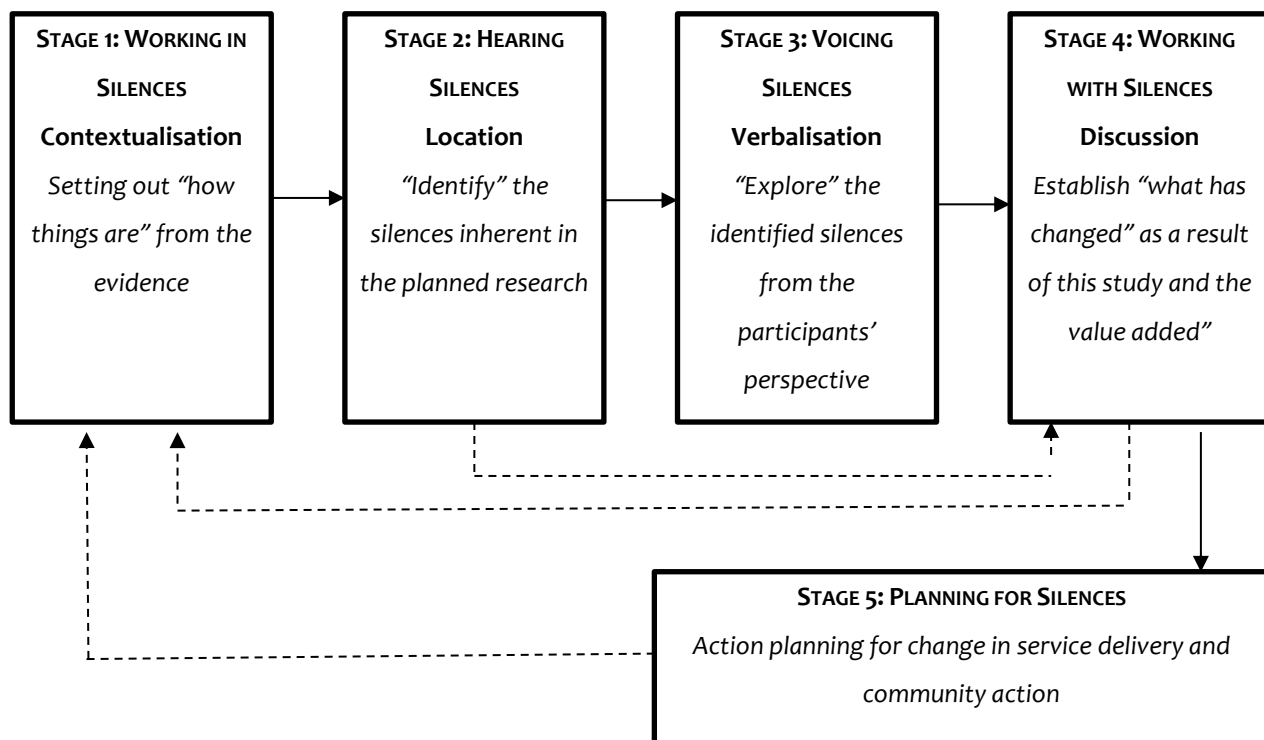 STAGE 1: WORKING IN
SILENCES
Contextualisation
Setting out “how
things are” from the
evidence
STAGE 2: HEARING
SILENCES
Location
“Identify” the
silences inherent in
the planned research
STAGE 3: VOICING
SILENCES
Verbalisation
“Explore” the
identified silences
from the
participants’
perspective
STAGE 4: WORKING
WITH SILENCES
Discussion
Establish “what has
changed” as a result
of this study and the
value added”
STAGE 5: PLANNING FOR SILENCES
Action planning for change in service delivery and
community action